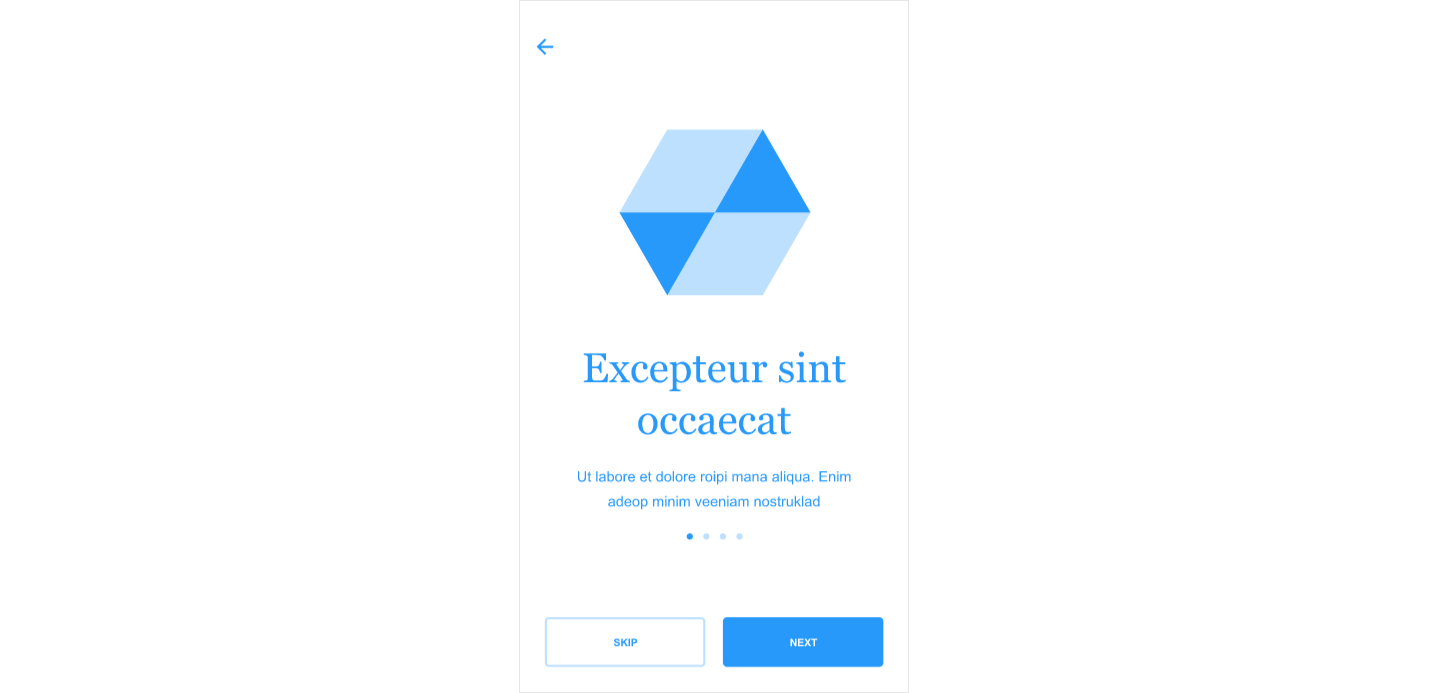 Excepteur sint
occaecat
Ut labore et dolore roipi mana aliqua. Enim
adeop minim veeniam nostruklad
SKIP
NEXT